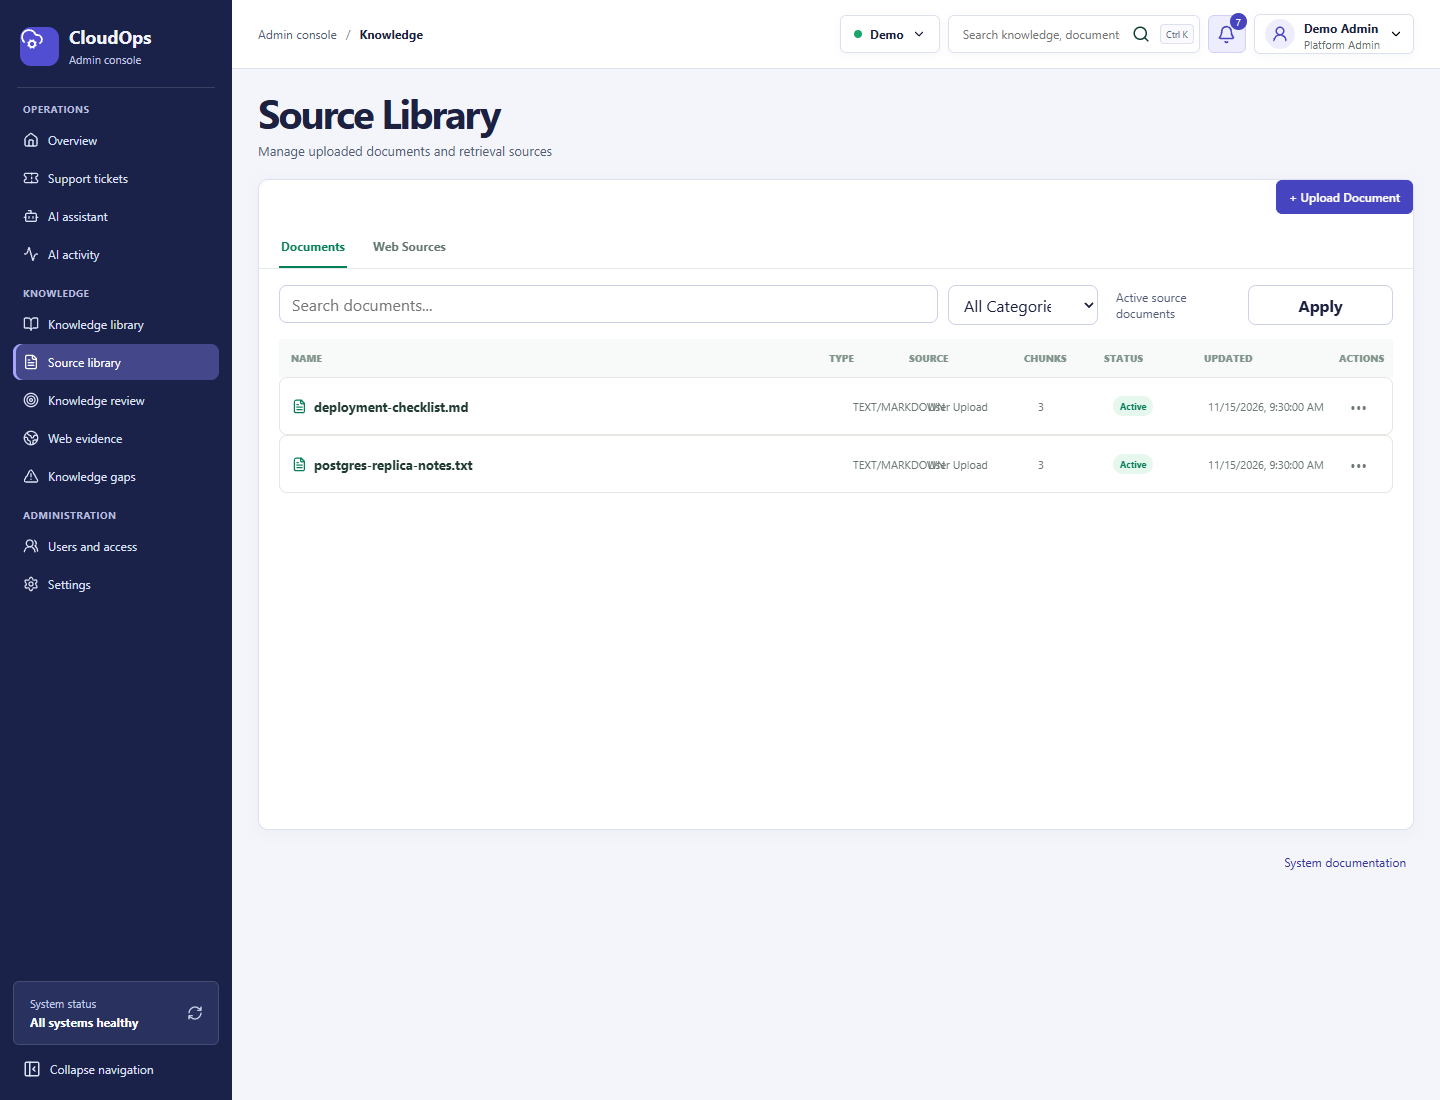 CloudOps
Admin console
OPERATIONS
Overview
Support tickets
AI assistant
AI activity
KNOWLEDGE
Knowledge library
Source library
Knowledge review
Web evidence
Knowledge gaps
ADMINISTRATION
Users and access
Settings
System status
All systems healthy
Collapse navigation
Admin console / Knowledge
Demo
Search knowledge, document
Ctrl K
7
Demo Admin
Platform Admin
Source Library
Manage uploaded documents and retrieval sources
+ Upload Document
Documents Web Sources
Search documents...
All Categorie
Active source
documents
Apply
NAME TYPE SOURCE CHUNKS STATUS UPDATED ACTIONS
deployment-checklist.md TEXT/MARKDOWN User Upload 3 Active 11/15/2026, 9:30:00 AM
postgres-replica-notes.txt TEXT/MARKDOWN User Upload 3 Active 11/15/2026, 9:30:00 AM
System documentation